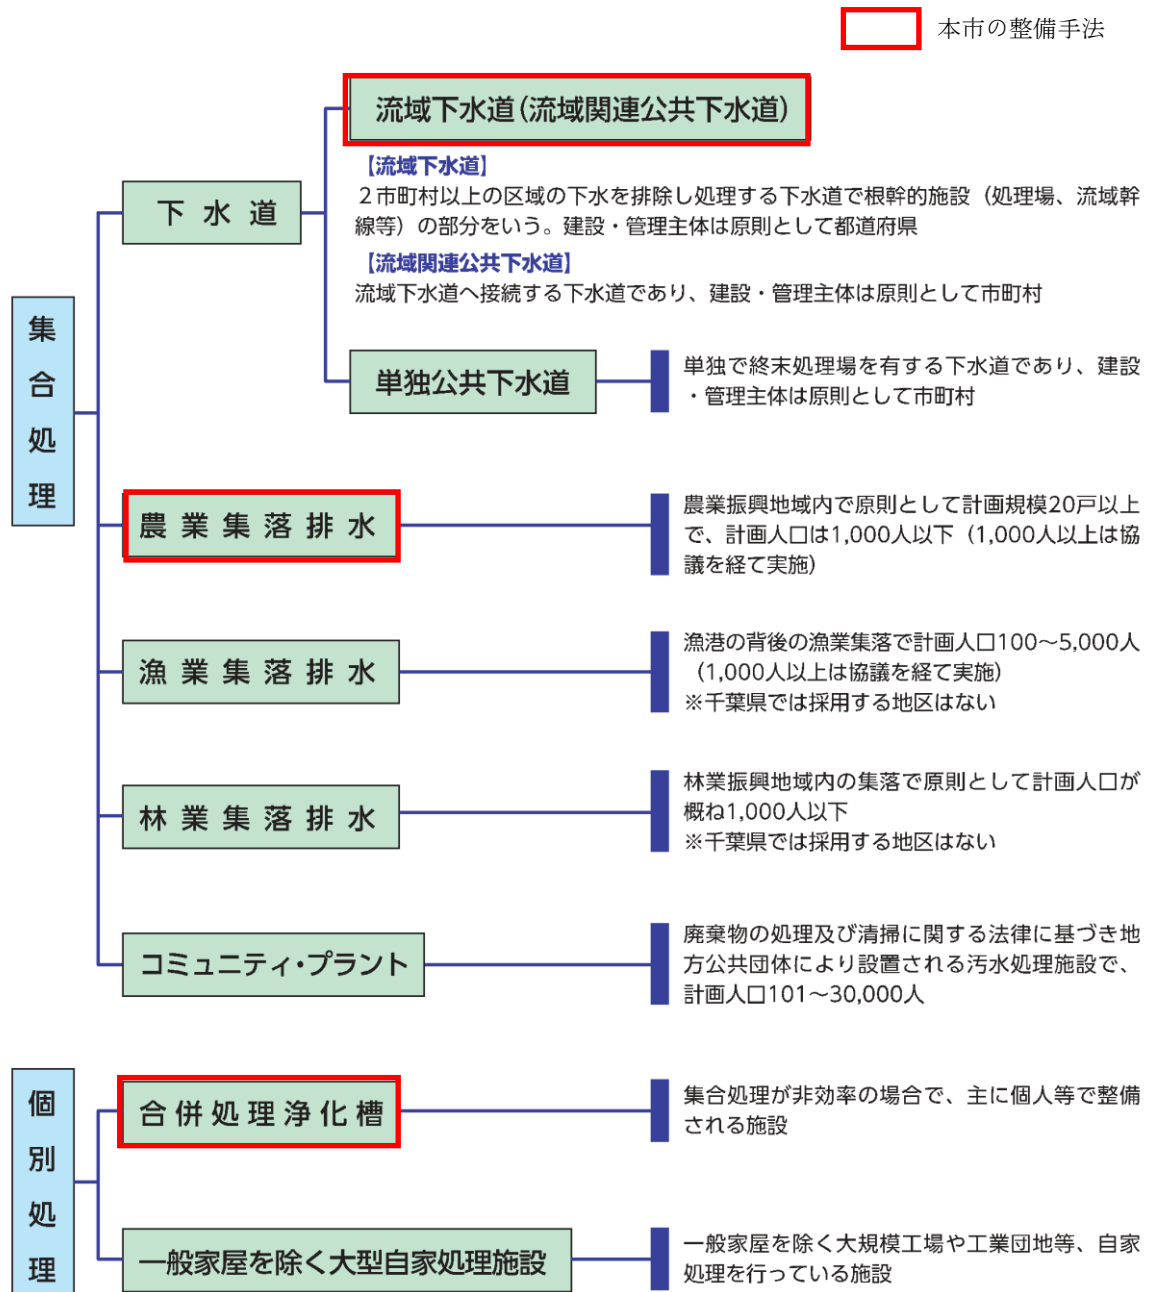 本市の整備手法
流域下水道（流域関連公共下水道）
【流域下水道】
２市町村以上の区域の下水を排除し処理する下水道で根幹的施設（処理場、流域幹
線等）の部分をいう。建設・管理主体は原則として都道府県
【流域関連公共下水道】
流域下水道へ接続する下水道であり、建設・管理主体は原則として市町村
下水道
集合処理
単独公共下水道
単独で終末処理場を有する下水道であり、建設
・管理主体は原則として市町村
農業集落排水
農業振興地域内で原則として計画規模20戸以上
で、計画人口は1,000人以下（1,000人以上は協
議を経て実施）
漁業集落排水
漁港の背後の漁業集落で計画人口100～5,000人
（1,000人以上は協議を経て実施）
※千葉県では採用する地区はない
林業集落排水
林業振興地域内の集落で原則として計画人口が
概ね1,000人以下
※千葉県では採用する地区はない
コミュニティ・プラント
廃棄物の処理及び清掃に関する法律に基づき地
方公共団体により設置される汚水処理施設で、
計画人口101～30,000人
個別処理
合併処理浄化槽
集合処理が非効率の場合で、主に個人等で整備
される施設
一般家屋を除く大型自家処理施設
一般家屋を除く大規模工場や工業団地等、自家
処理を行っている施設